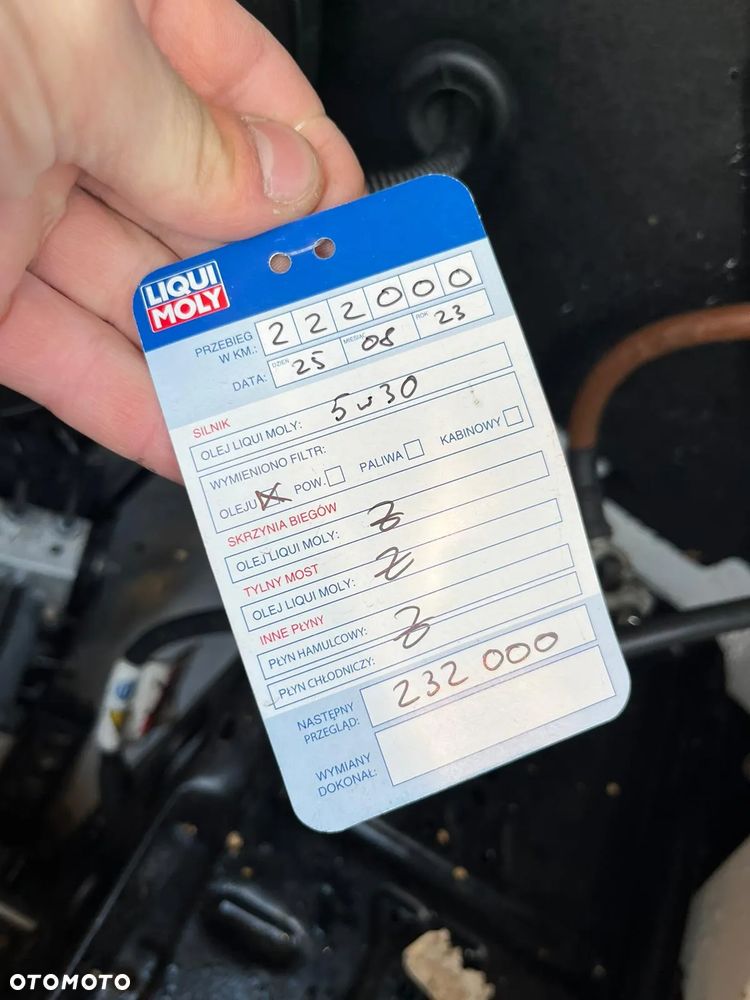 LIQUI
MOLY
PRZEBIEG
W KM.: 222000
DZIEŃ MIESIĄC ROK
DATA: 25 08 23
SILNIK
OLEJ LIQUI MOLY: 5w30
WYMIENIONO FILTR:
OLEJU POW. PALIWA KABINOWY
SKRZYNIA BIEGÓW
OLEJ LIQUI MOLY:
TYLNY MOST
OLEJ LIQUI MOLY:
INNE PŁYNY
PŁYN HAMULCOWY:
PŁYN CHŁODNICZY:
NASTĘPNY
PRZEGLĄD: 232 000
WYMIANY
DOKONAŁ:
OTOMOTO